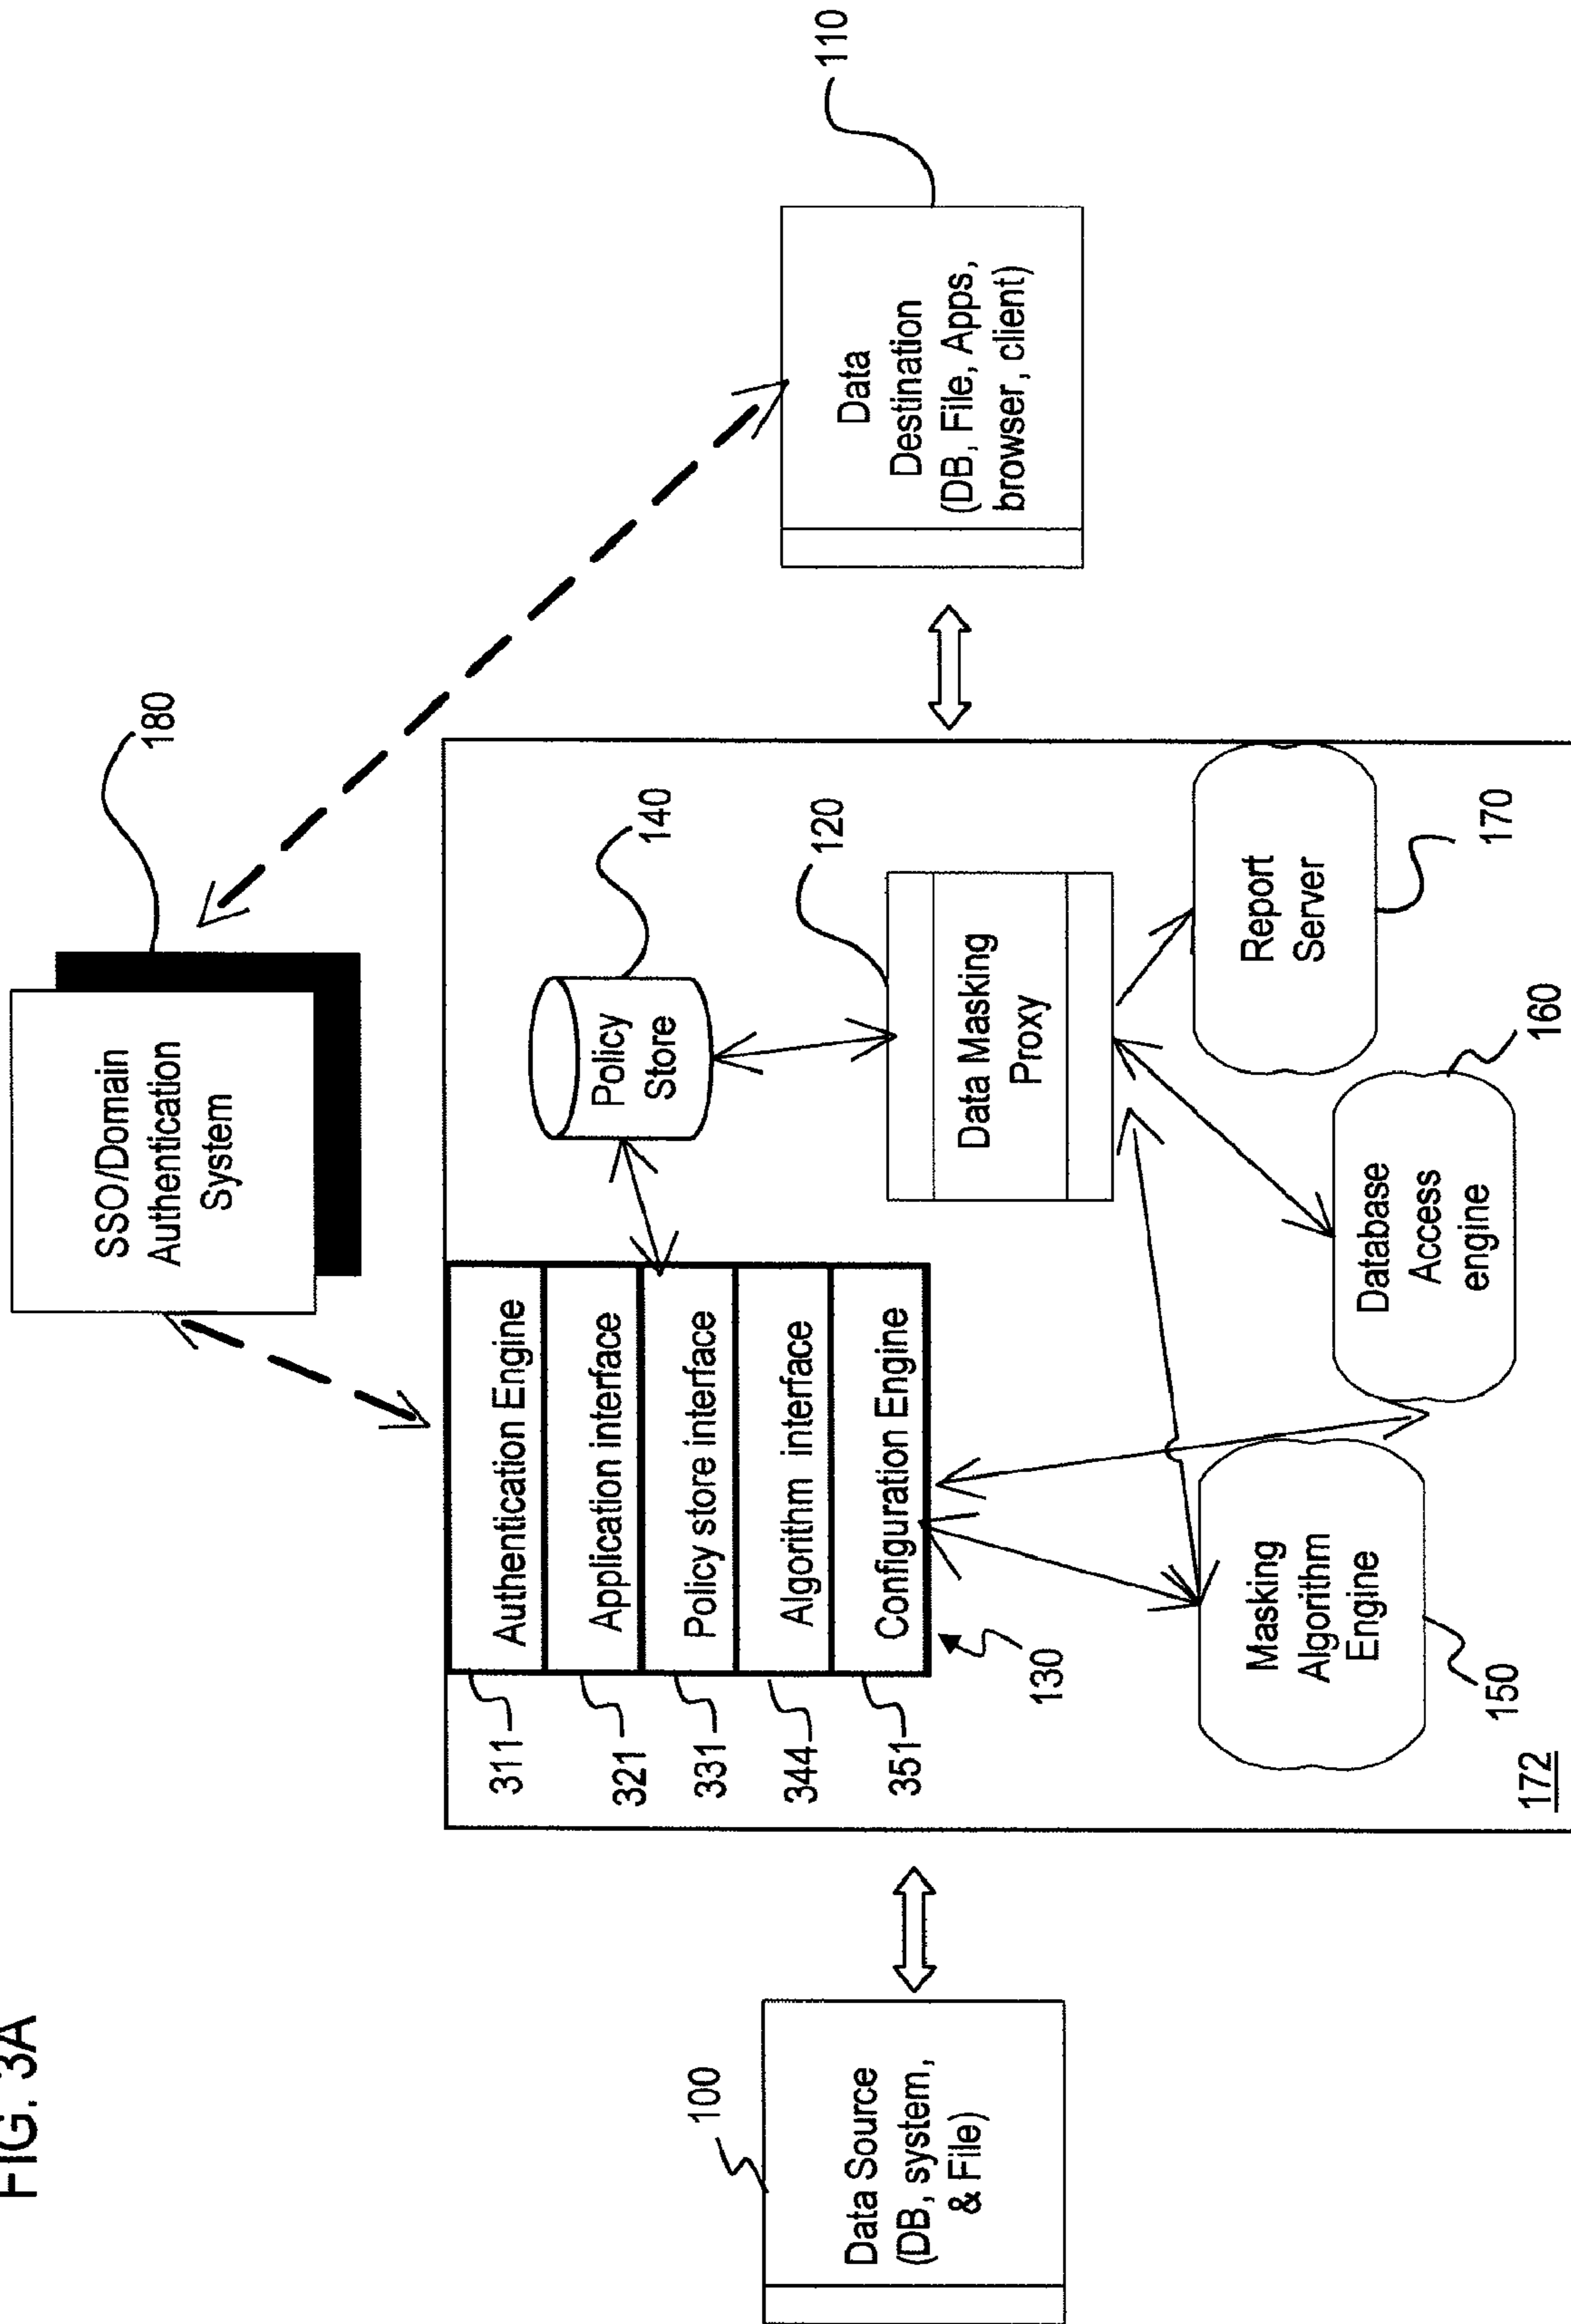 FIG. 3A
SSO/Domain
Authentication
System
180
110
Data
Destination
(DB, File, Apps,
browser, client)
100
Data Source
(DB, system,
& File)
311
Authentication Engine
321
Application interface
331
Policy store interface
344
Algorithm interface
351
Configuration Engine
130
Policy
Store
140
120
Data Masking
Proxy
Masking
Algorithm
Engine
150
Database
Access
engine
160
Report
Server
170
172